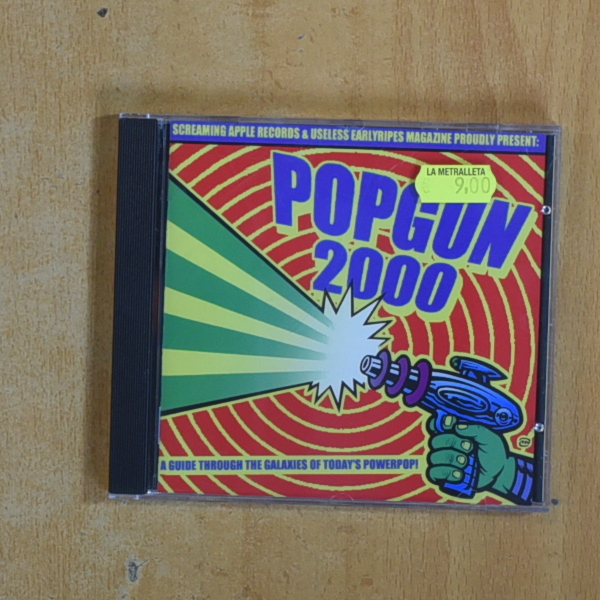 SCREAMING APPLE RECORDS & USELESS EARLYRIPES MAGAZINE PROUDLY PRESENT:
LA METRALLETA
€ 9,00
POPGUN
2000
A GUIDE THROUGH THE GALAXIES OF TODAY'S POWERPOP!